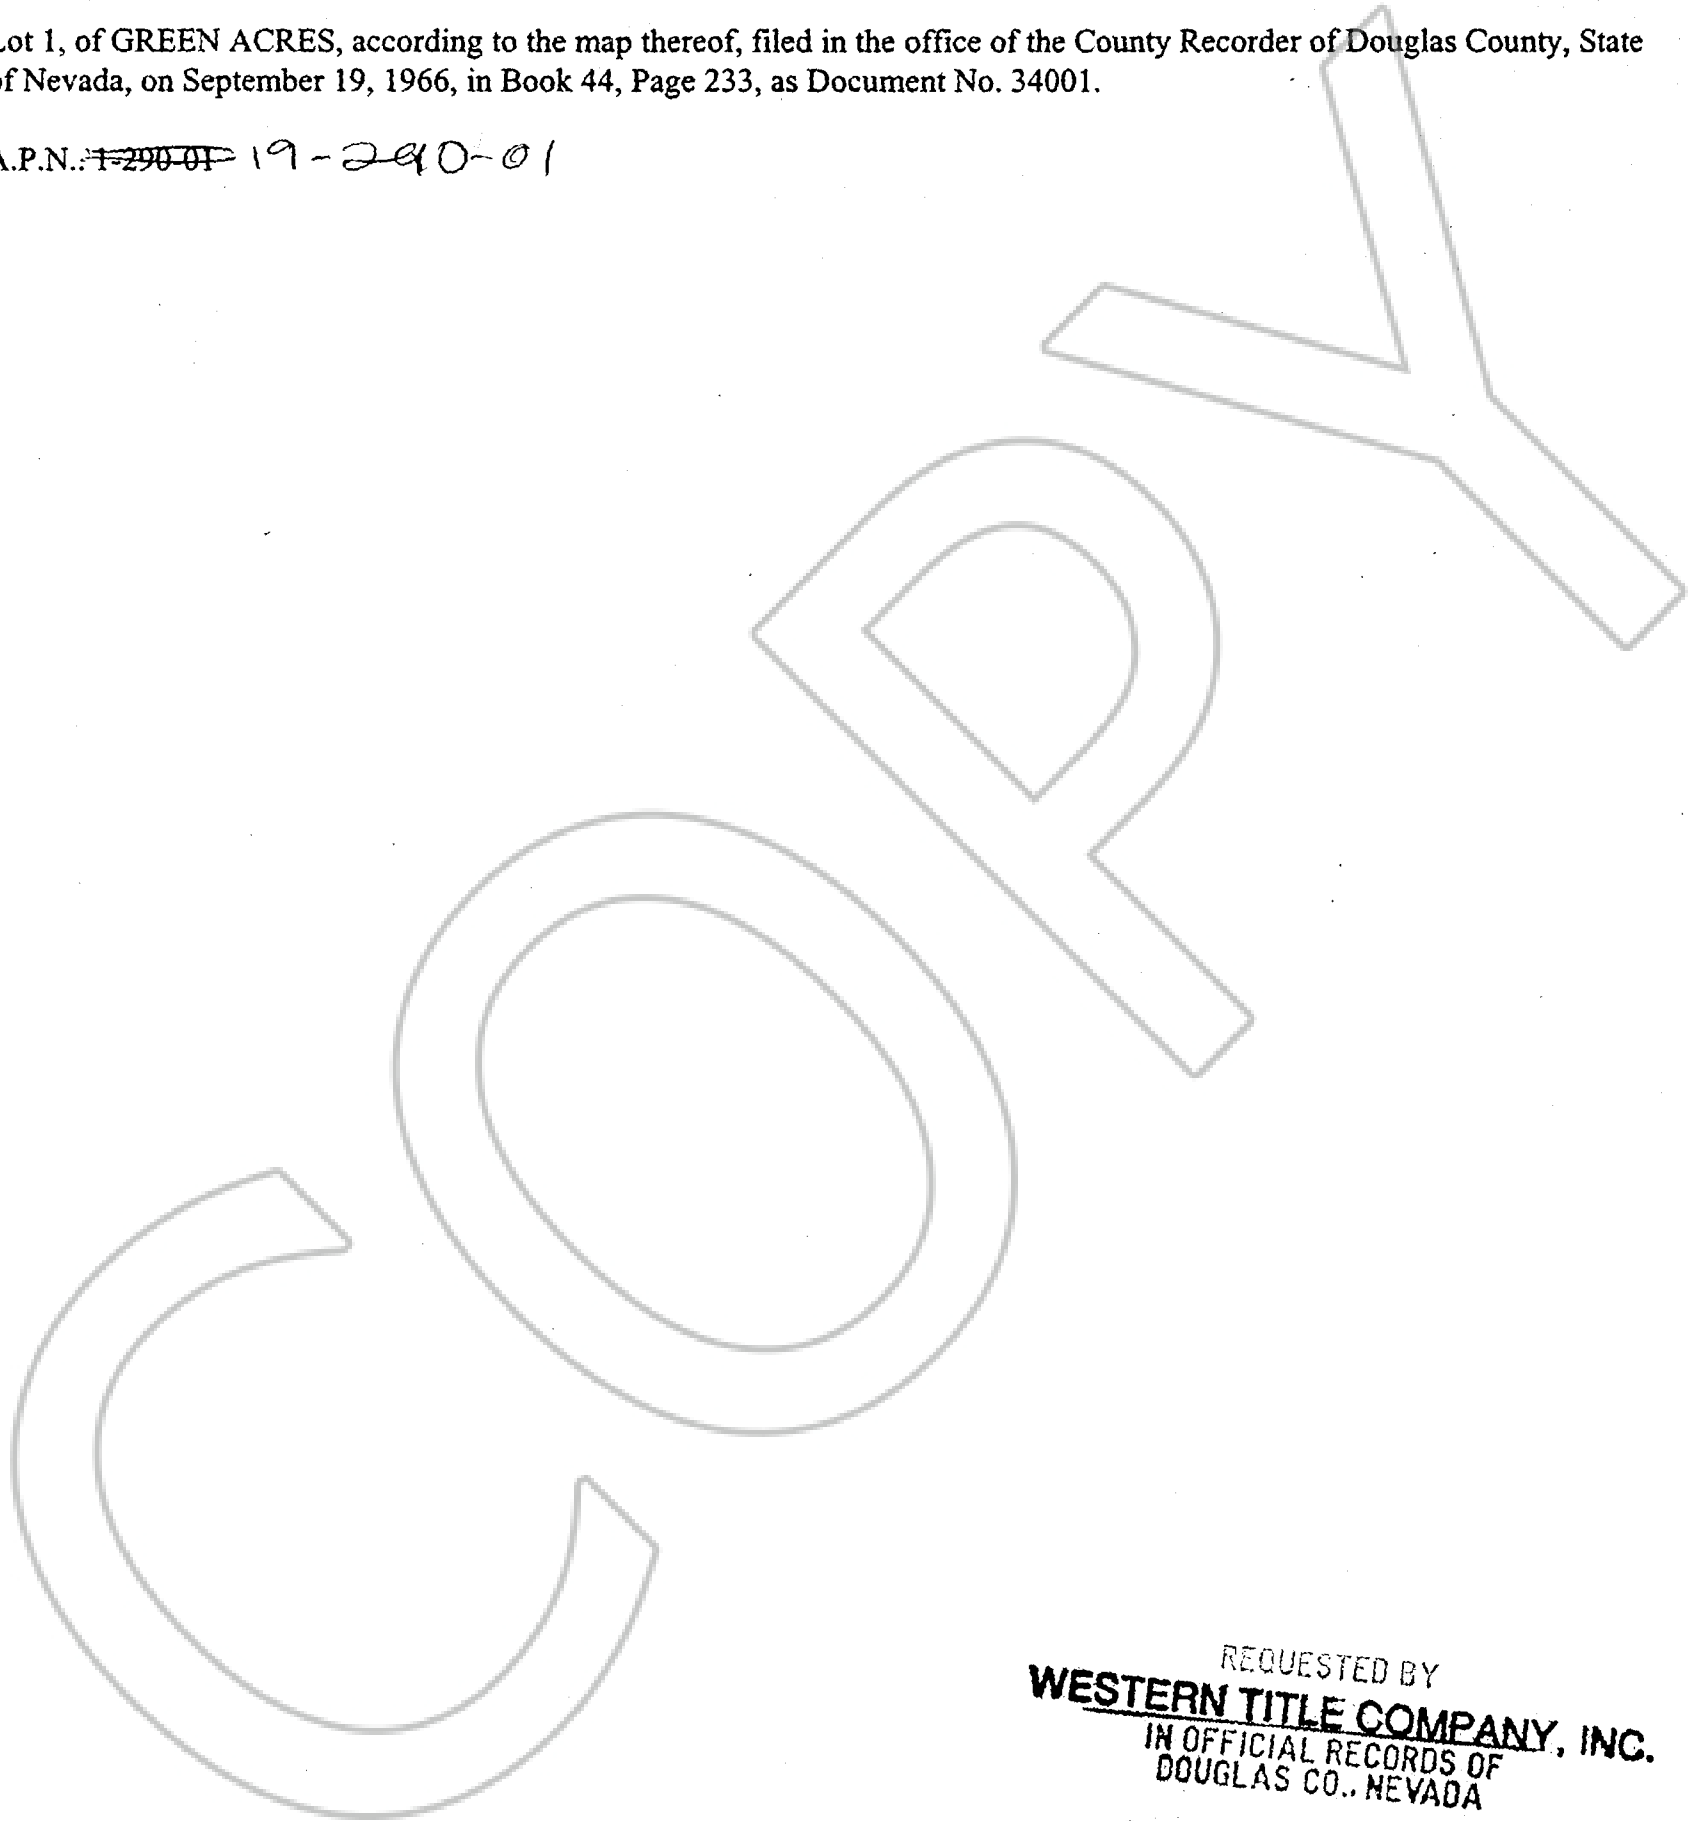 Lot 1, of GREEN ACRES, according to the map thereof, filed in the office of the County Recorder of Douglas County, State
of Nevada, on September 19, 1966, in Book 44, Page 233, as Document No. 34001.
A.P.N.: 1-290-01 19-290-01
COPY
REQUESTED BY
WESTERN TITLE COMPANY, INC.
IN OFFICIAL RECORDS OF
DOUGLAS CO., NEVADA